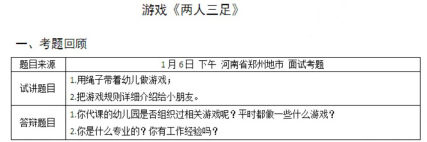 游戏《两人三足》
一、考题回顾
题目来源 1月6日 下午 河南省郑州地市 面试考题
试讲题目 1.用绳子带着幼儿做游戏；
2.把游戏规则详细介绍给小朋友。
答辩题目 1.你代课的幼儿园是否组织过相关游戏呢？平时都做一些什么游戏？
2.你是什么专业的？你有工作经验吗？